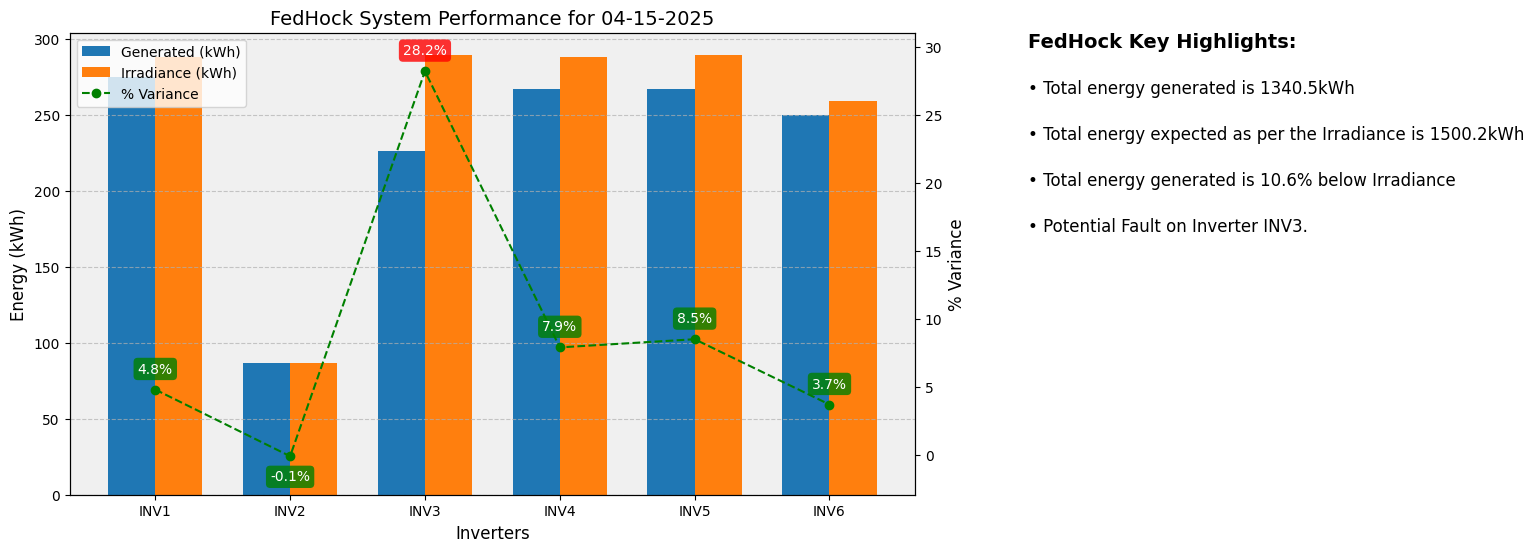 FedHock System Performance for 04-15-2025
Generated (kWh)
Irradiance (kWh)
% Variance
Energy (kWh)
300
250
200
150
100
50
0
4.8%
-0.1%
28.2%
7.9%
8.5%
3.7%
30
25
20
15
10
5
0
% Variance
INV1 INV2 INV3 INV4 INV5 INV6
Inverters
FedHock Key Highlights:
• Total energy generated is 1340.5kWh
• Total energy expected as per the Irradiance is 1500.2kWh
• Total energy generated is 10.6% below Irradiance
• Potential Fault on Inverter INV3.